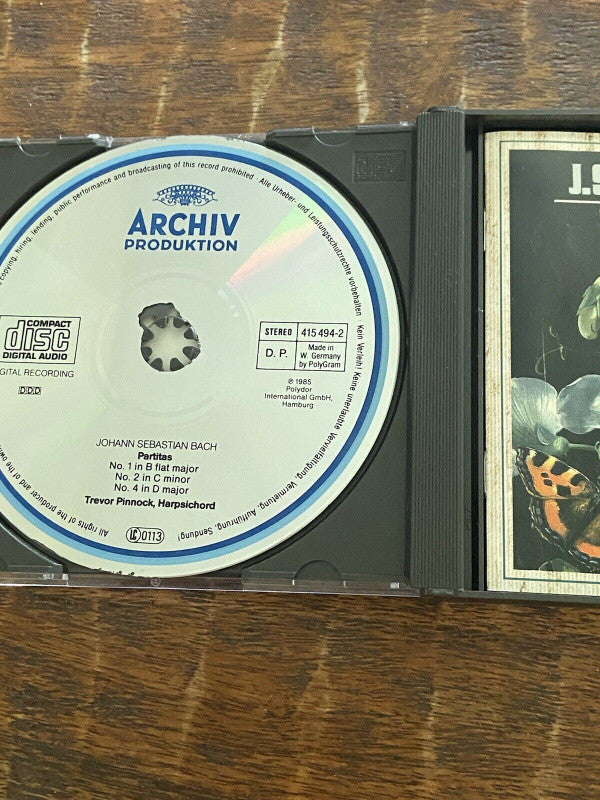 copying, hiring, lending, public performance and broadcasting of this record prohibited · Alle Urheber- und Leistungsschutzrechte vorbehalten · Kein Verleih! Keine unerlaubte Vervielfältigung, Vermietung, Aufführung, Sendung!
ARCHIV
PRODUKTION
COMPACT
disc
DIGITAL AUDIO
GITAL RECORDING
DDD
STEREO 415 494-2
D. P. Made in
W. Germany
by PolyGram
℗ 1985
Polydor
International GmbH,
Hamburg
JOHANN SEBASTIAN BACH
Partitas
No. 1 in B flat major
No. 2 in C minor
No. 4 in D major
Trevor Pinnock, Harpsichord
LC 0113
All rights of the producer and of the owne
J.S